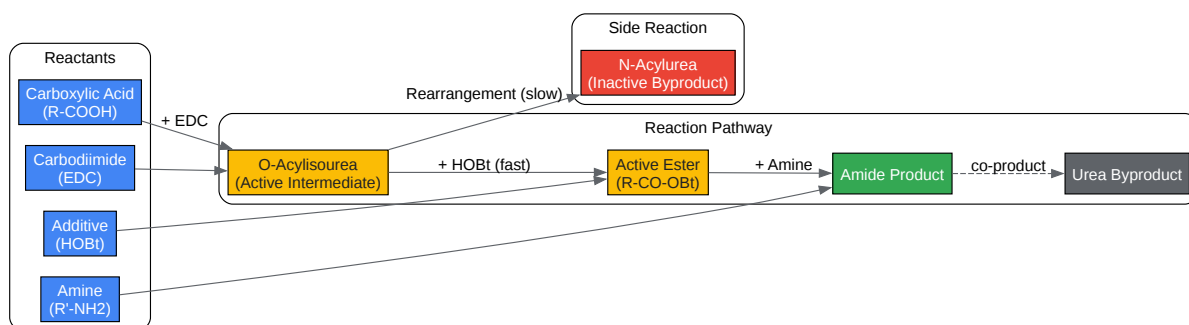 Side Reaction
N-Acylurea
(Inactive Byproduct)
Reactants
Carboxylic Acid
(R-COOH)
Carbodiimide
(EDC)
Additive
(HOBt)
Amine
(R'-NH2)
+ EDC
Rearrangement (slow)
Reaction Pathway
O-Acylisourea
(Active Intermediate)
+ HOBt (fast)
Active Ester
(R-CO-OBt)
+ Amine
Amide Product
co-product
Urea Byproduct